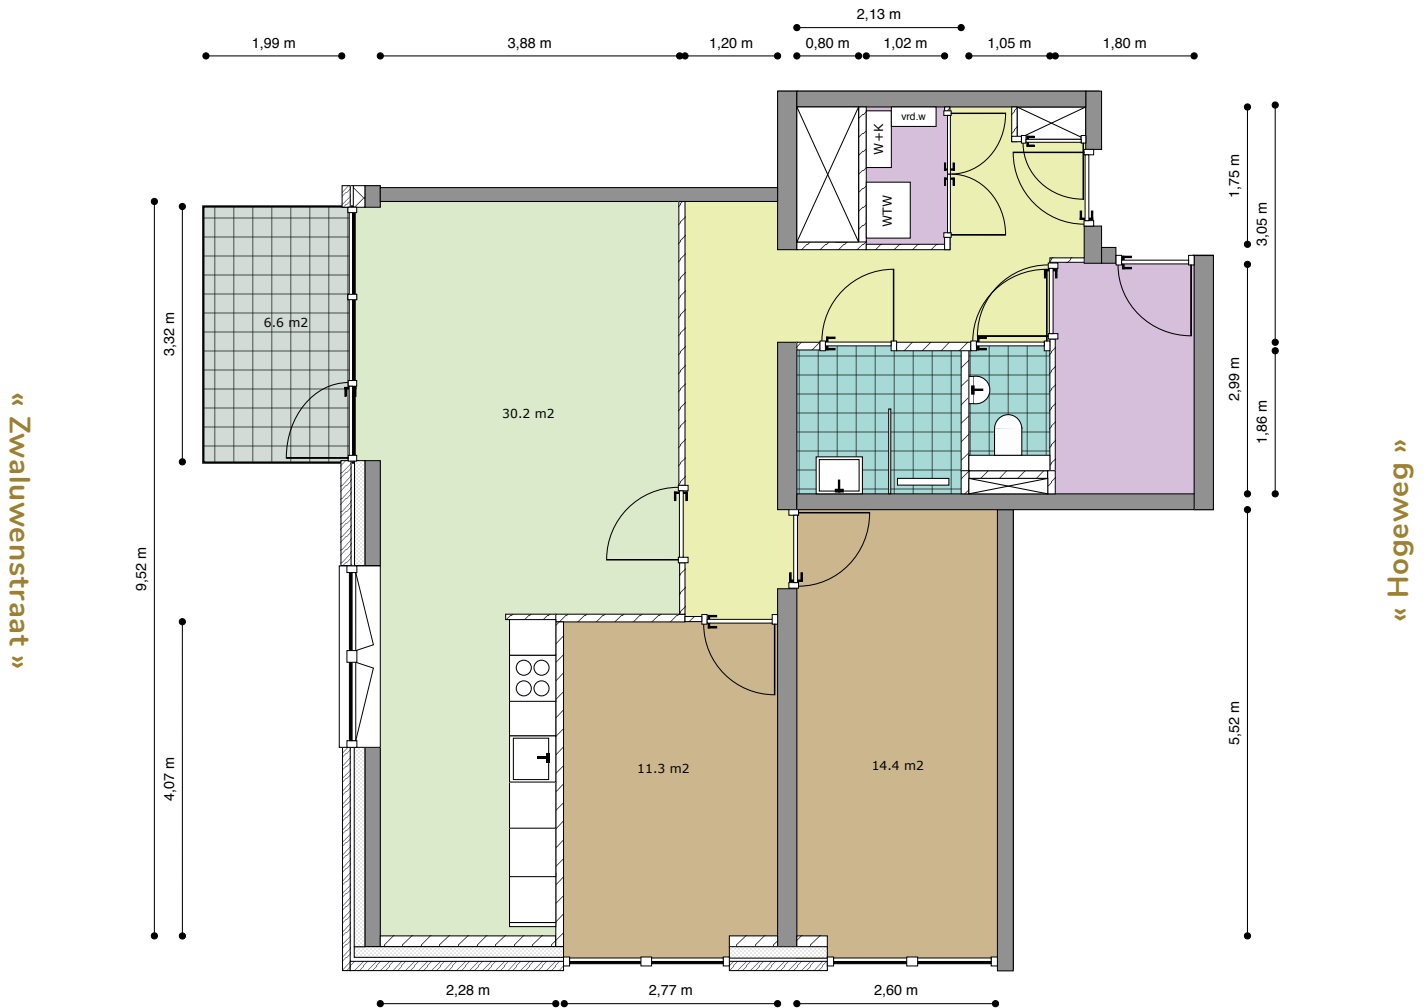 2,13 m
1,99 m
3,88 m
1,20 m
0,80 m
1,02 m
1,05 m
1,80 m
W+K
vrd.w
WTW
1,75 m
3,05 m
3,32 m
6.6 m2
30.2 m2
2,99 m
1,86 m
« Zwaluwenstraat »
« Hogeweg »
9,52 m
4,07 m
11.3 m2
14.4 m2
5,52 m
2,28 m
2,77 m
2,60 m